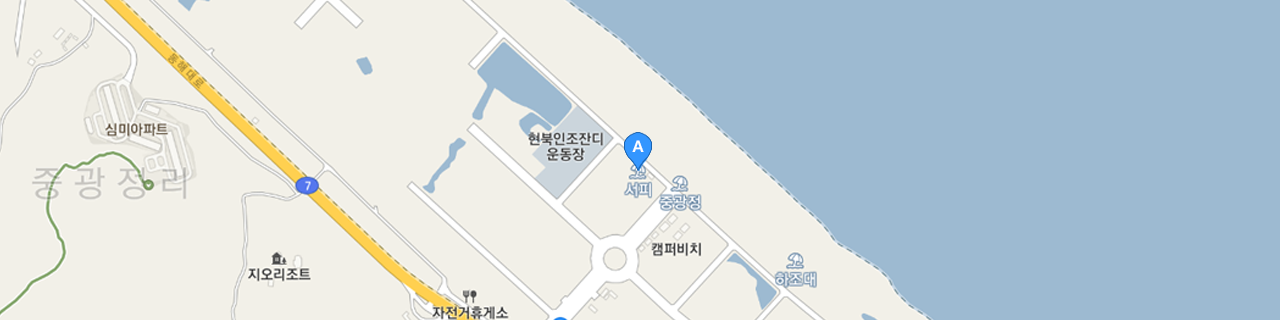 동해대로
심미아파트
현북인조잔디
운동장
A
중광정리
7
서피
중광정
캠퍼비치
지오리조트
하조대
자전거휴게소